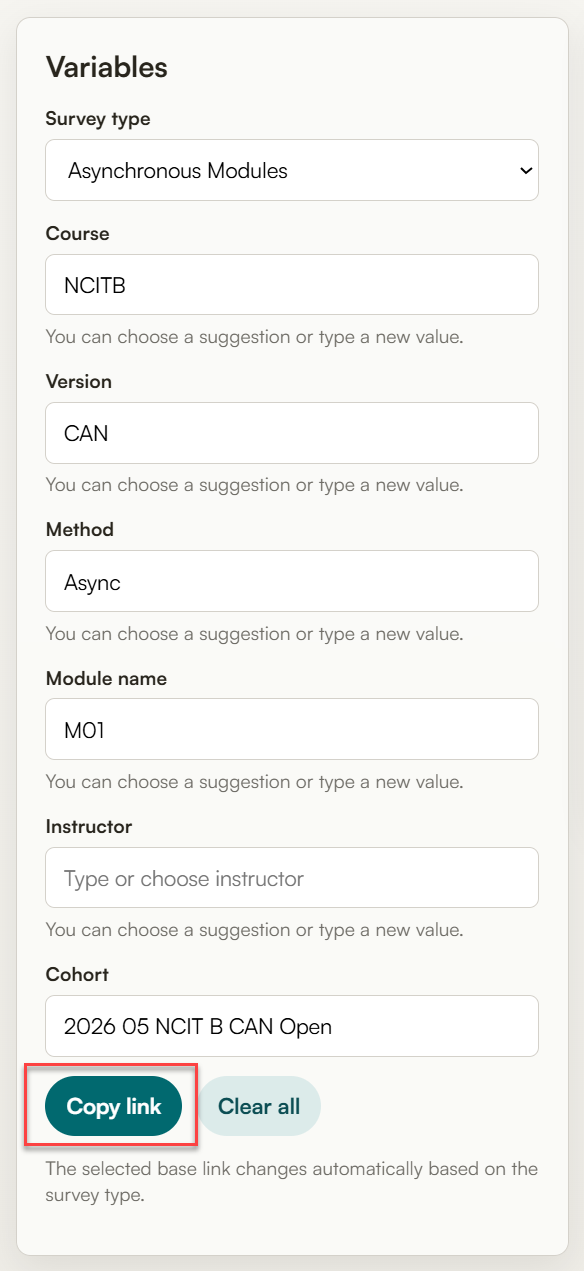 Variables
Survey type
Asynchronous Modules
Course
NCITB
You can choose a suggestion or type a new value.
Version
CAN
You can choose a suggestion or type a new value.
Method
Async
You can choose a suggestion or type a new value.
Module name
M01
You can choose a suggestion or type a new value.
Instructor
Type or choose instructor
You can choose a suggestion or type a new value.
Cohort
2026 05 NCIT B CAN Open
Copy link Clear all
The selected base link changes automatically based on the
survey type.